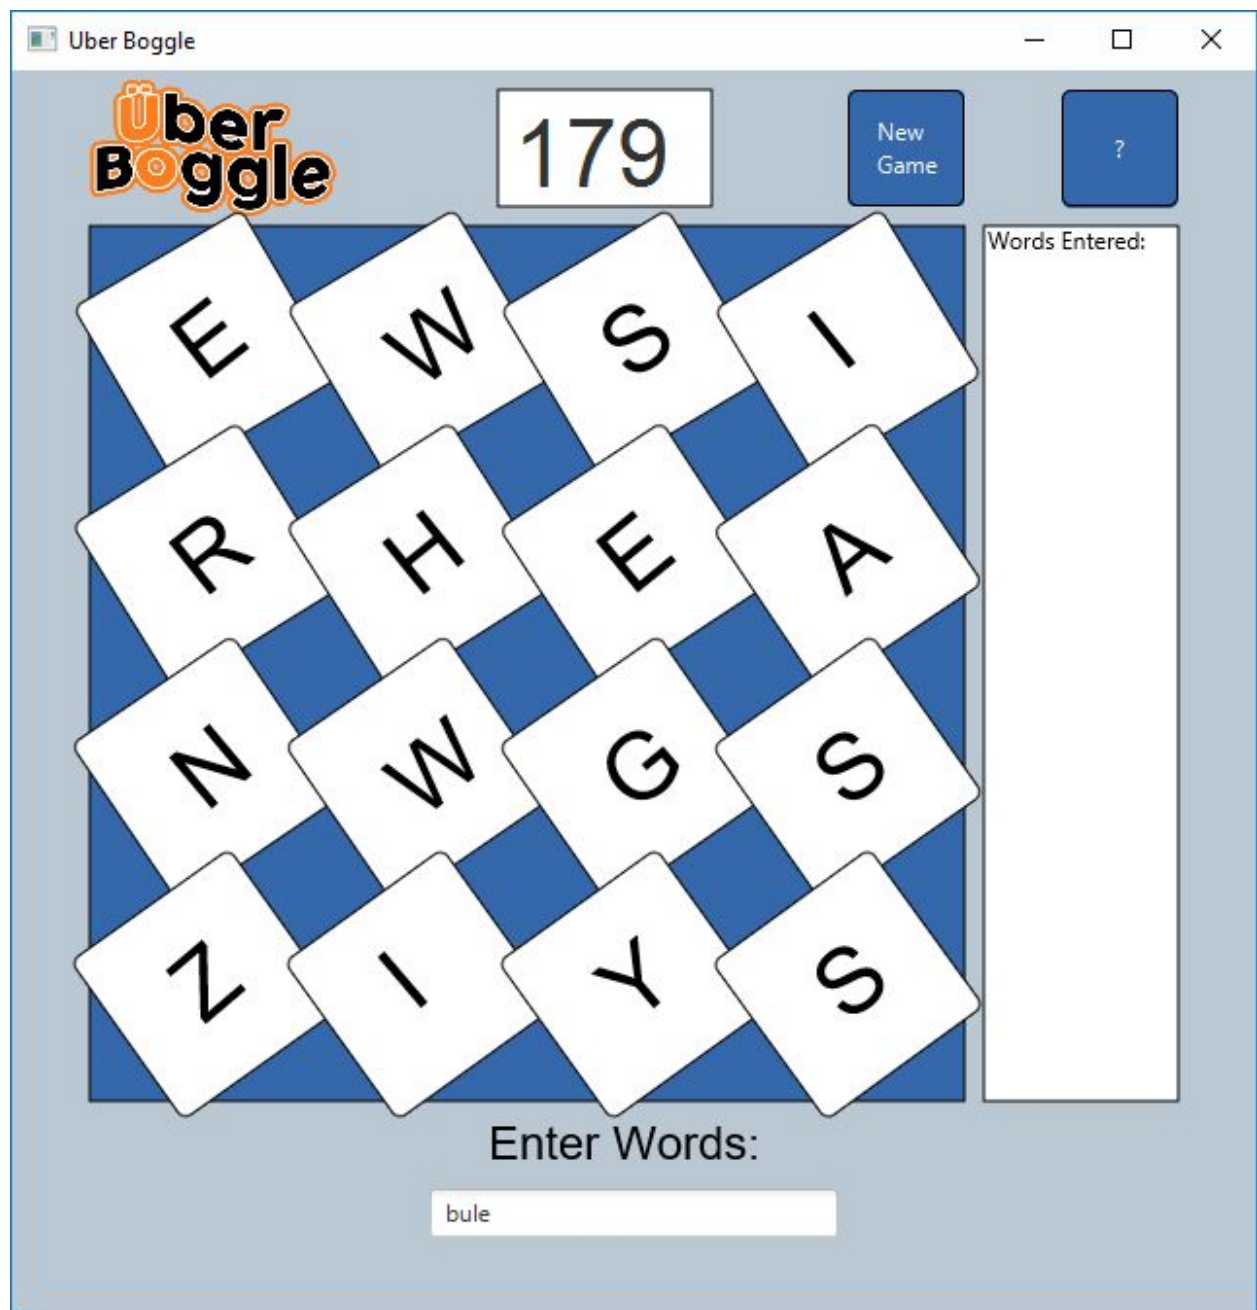 Uber Boggle
Über
Boggle
179
New
Game
?
Words Entered:
E W S I
R H E A
N W G S
Z I Y S
Enter Words:
bule